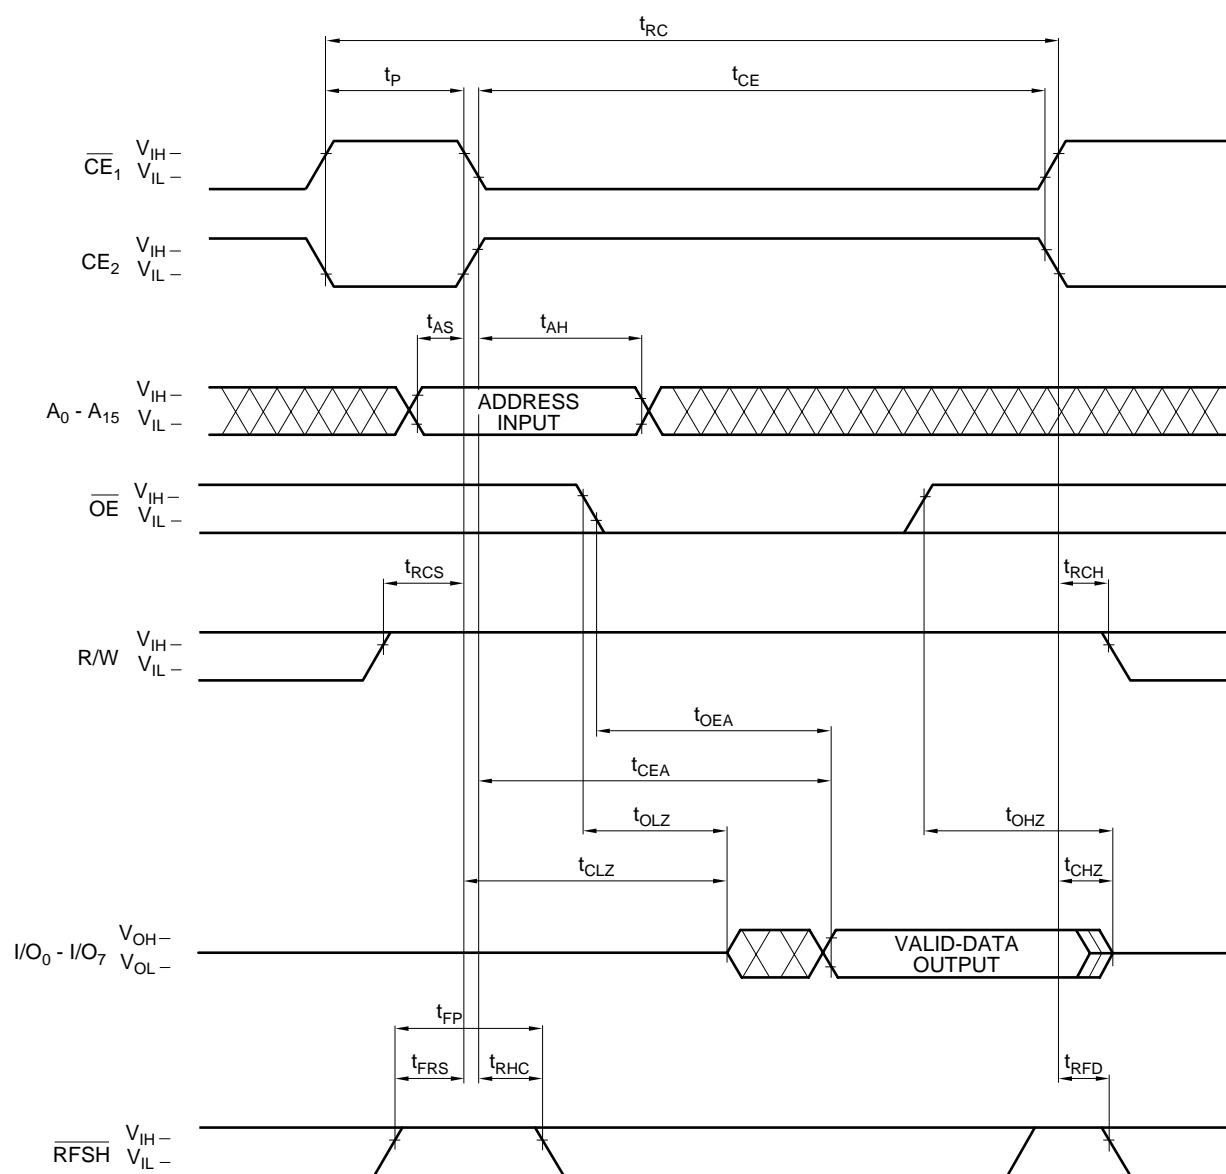 tRC
tP tCE
CE1 VIH
VIL
CE2 VIH
VIL
tAS tAH
A0 - A15 VIH
VIL
ADDRESS
INPUT
OE VIH
VIL
tRCS tRCH
R/W VIH
VIL
tOEA
tCEA
tOLZ tOHZ
tCLZ tCHZ
I/O0 - I/O7 VOH
VOL
VALID-DATA
OUTPUT
tFP
tFRS tRHC tRFD
RFSH VIH
VIL